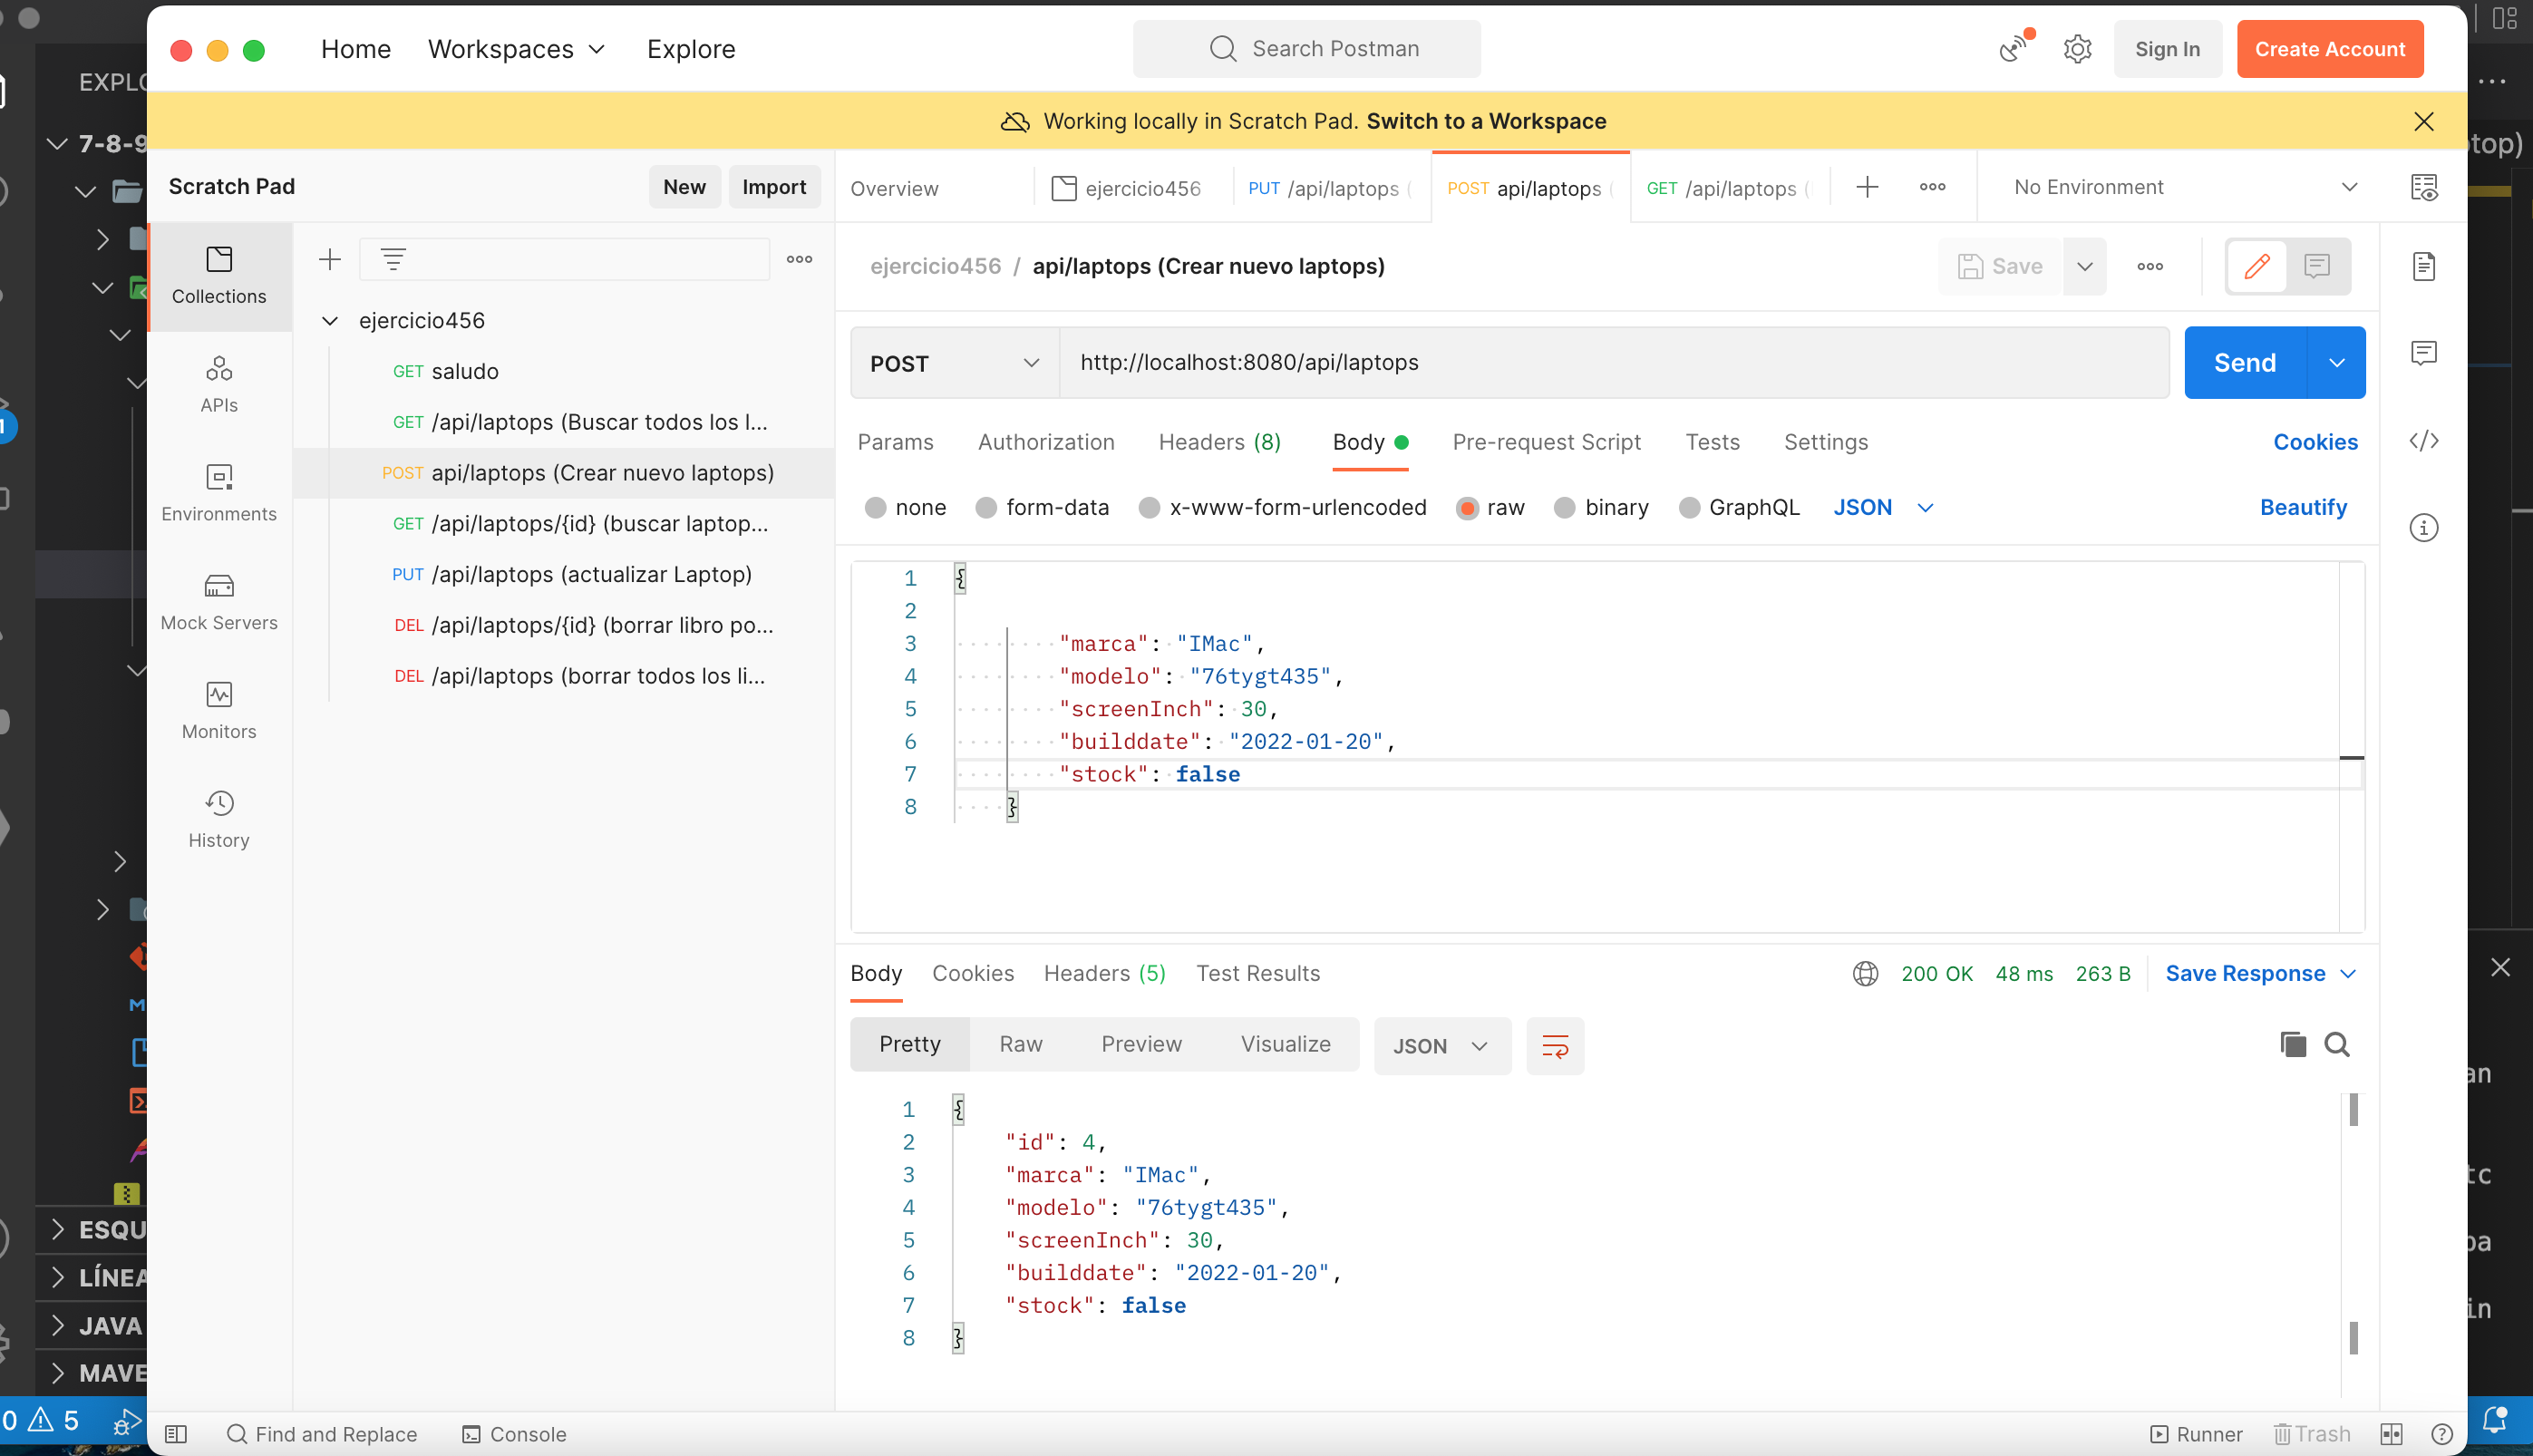 Home Workspaces Explore Search Postman Sign In Create Account
Working locally in Scratch Pad. Switch to a Workspace
Scratch Pad New Import
Overview ejercicio456 PUT /api/laptops POST api/laptops GET /api/laptops No Environment
ejercicio456 / api/laptops (Crear nuevo laptops) Save
Collections
APIs
Environments
Mock Servers
Monitors
History
ejercicio456
GET saludo
GET /api/laptops (Buscar todos los l...
POST api/laptops (Crear nuevo laptops)
GET /api/laptops/{id} (buscar laptop...
PUT /api/laptops (actualizar Laptop)
DEL /api/laptops/{id} (borrar libro po...
DEL /api/laptops (borrar todos los li...
POST http://localhost:8080/api/laptops Send
Params Authorization Headers (8) Body Pre-request Script Tests Settings Cookies
none form-data x-www-form-urlencoded raw binary GraphQL JSON Beautify
1 {
2
3 "marca": "IMac",
4 "modelo": "76tygt435",
5 "screenInch": 30,
6 "builddate": "2022-01-20",
7 "stock": false
8 }
Body Cookies Headers (5) Test Results 200 OK 48 ms 263 B Save Response
Pretty Raw Preview Visualize JSON
1 {
2 "id": 4,
3 "marca": "IMac",
4 "modelo": "76tygt435",
5 "screenInch": 30,
6 "builddate": "2022-01-20",
7 "stock": false
8 }
Find and Replace Console Runner Trash
EXPLO
7-8-9
ESQU
LÍNEA
JAVA
MAVE
0 5
top)